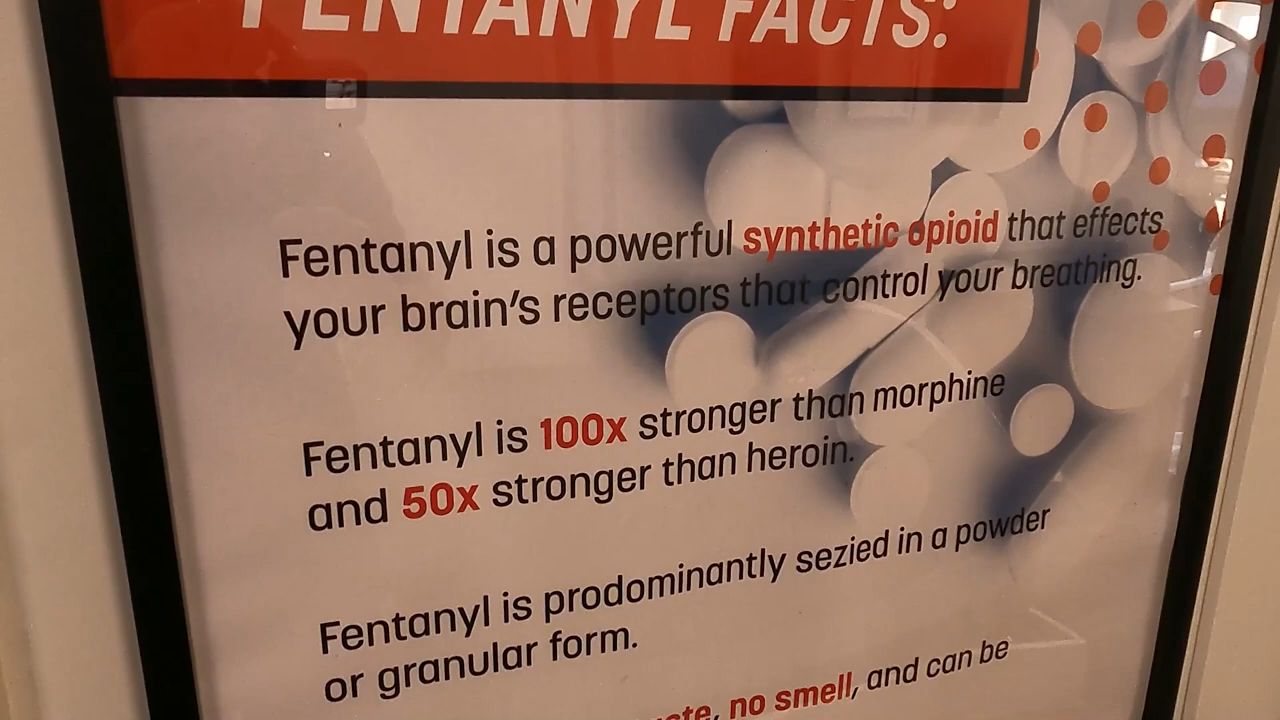 FENTANYL FACTS:
Fentanyl is a powerful synthetic opioid that effects
your brain's receptors that control your breathing.
Fentanyl is 100x stronger than morphine
and 50x stronger than heroin.
Fentanyl is prodominantly sezied in a powder
or granular form.
no smell, and can be